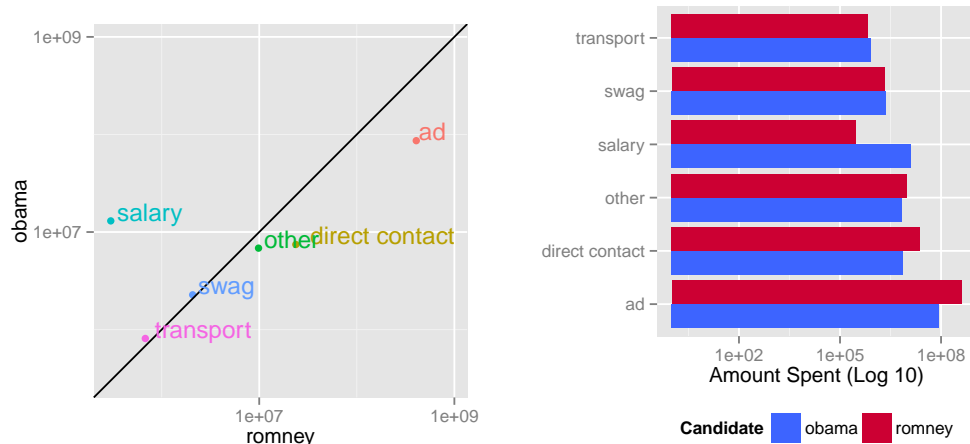 1e+09
1e+07
obama
ad
salary
direct contact
other
swag
transport
1e+07
1e+09
romney
transport
swag
salary
other
direct contact
ad
1e+02
1e+05
1e+08
Amount Spent (Log 10)
Candidate obama romney